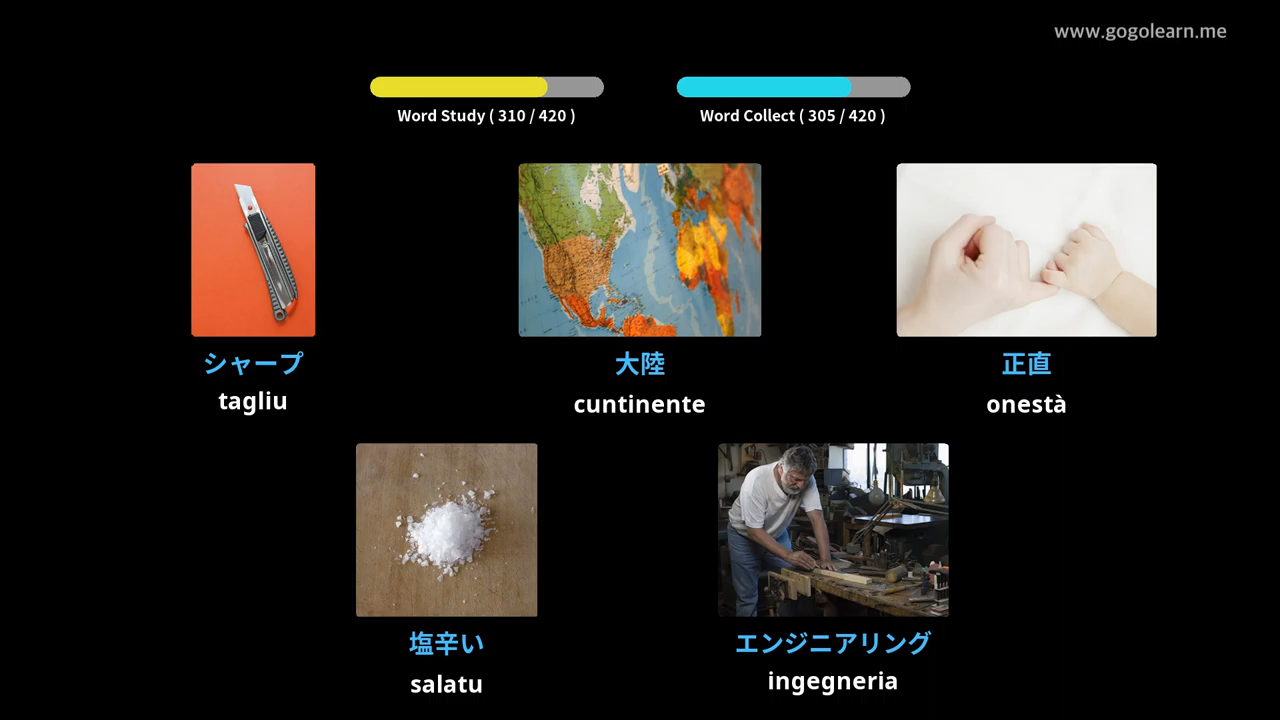 www.gogolearn.me
Word Study ( 310 / 420 )
Word Collect ( 305 / 420 )
シャープ
tagliu
大陸
cuntinente
正直
onestà
塩辛い
salatu
エンジニアリング
ingegneria